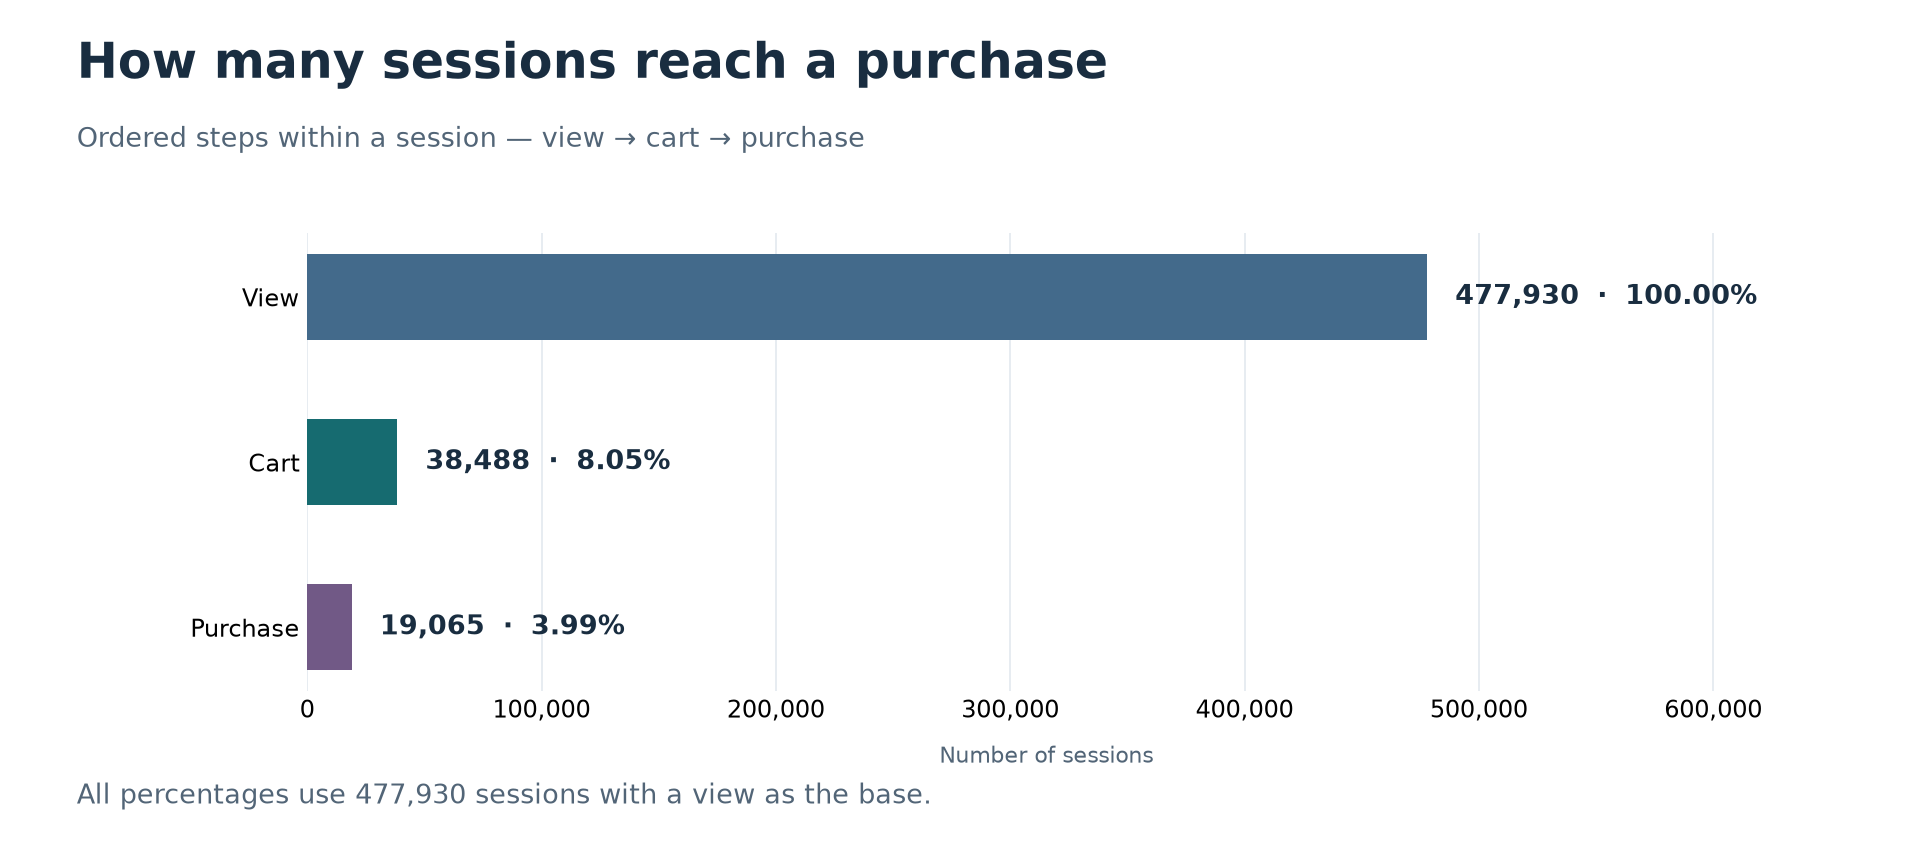 How many sessions reach a purchase
Ordered steps within a session — view → cart → purchase
View
477,930 · 100.00%
Cart
38,488 · 8.05%
Purchase
19,065 · 3.99%
0 100,000 200,000 300,000 400,000 500,000 600,000
Number of sessions
All percentages use 477,930 sessions with a view as the base.